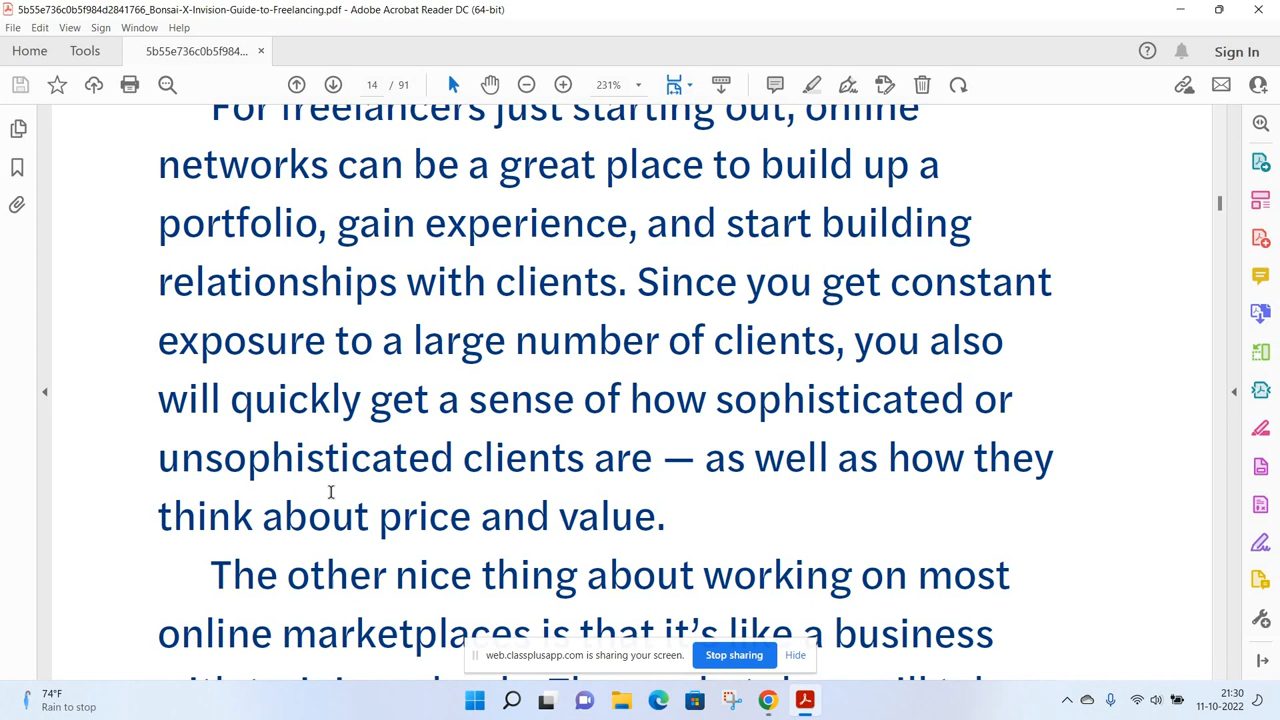 5b55e736c0b5f984d2841766_Bonsai-X-Invision-Guide-to-Freelancing.pdf - Adobe Acrobat Reader DC (64-bit)
File Edit View Sign Window Help
Home Tools 5b55e736c0b5f984... × Sign In
14 / 91 231%
For freelancers just starting out, online
networks can be a great place to build up a
portfolio, gain experience, and start building
relationships with clients. Since you get constant
exposure to a large number of clients, you also
will quickly get a sense of how sophisticated or
unsophisticated clients are — as well as how they
think about price and value.
The other nice thing about working on most
online marketplaces is that it's like a business
web.classplusapp.com is sharing your screen. Stop sharing Hide
74°F
Rain to stop
21:30
11-10-2022